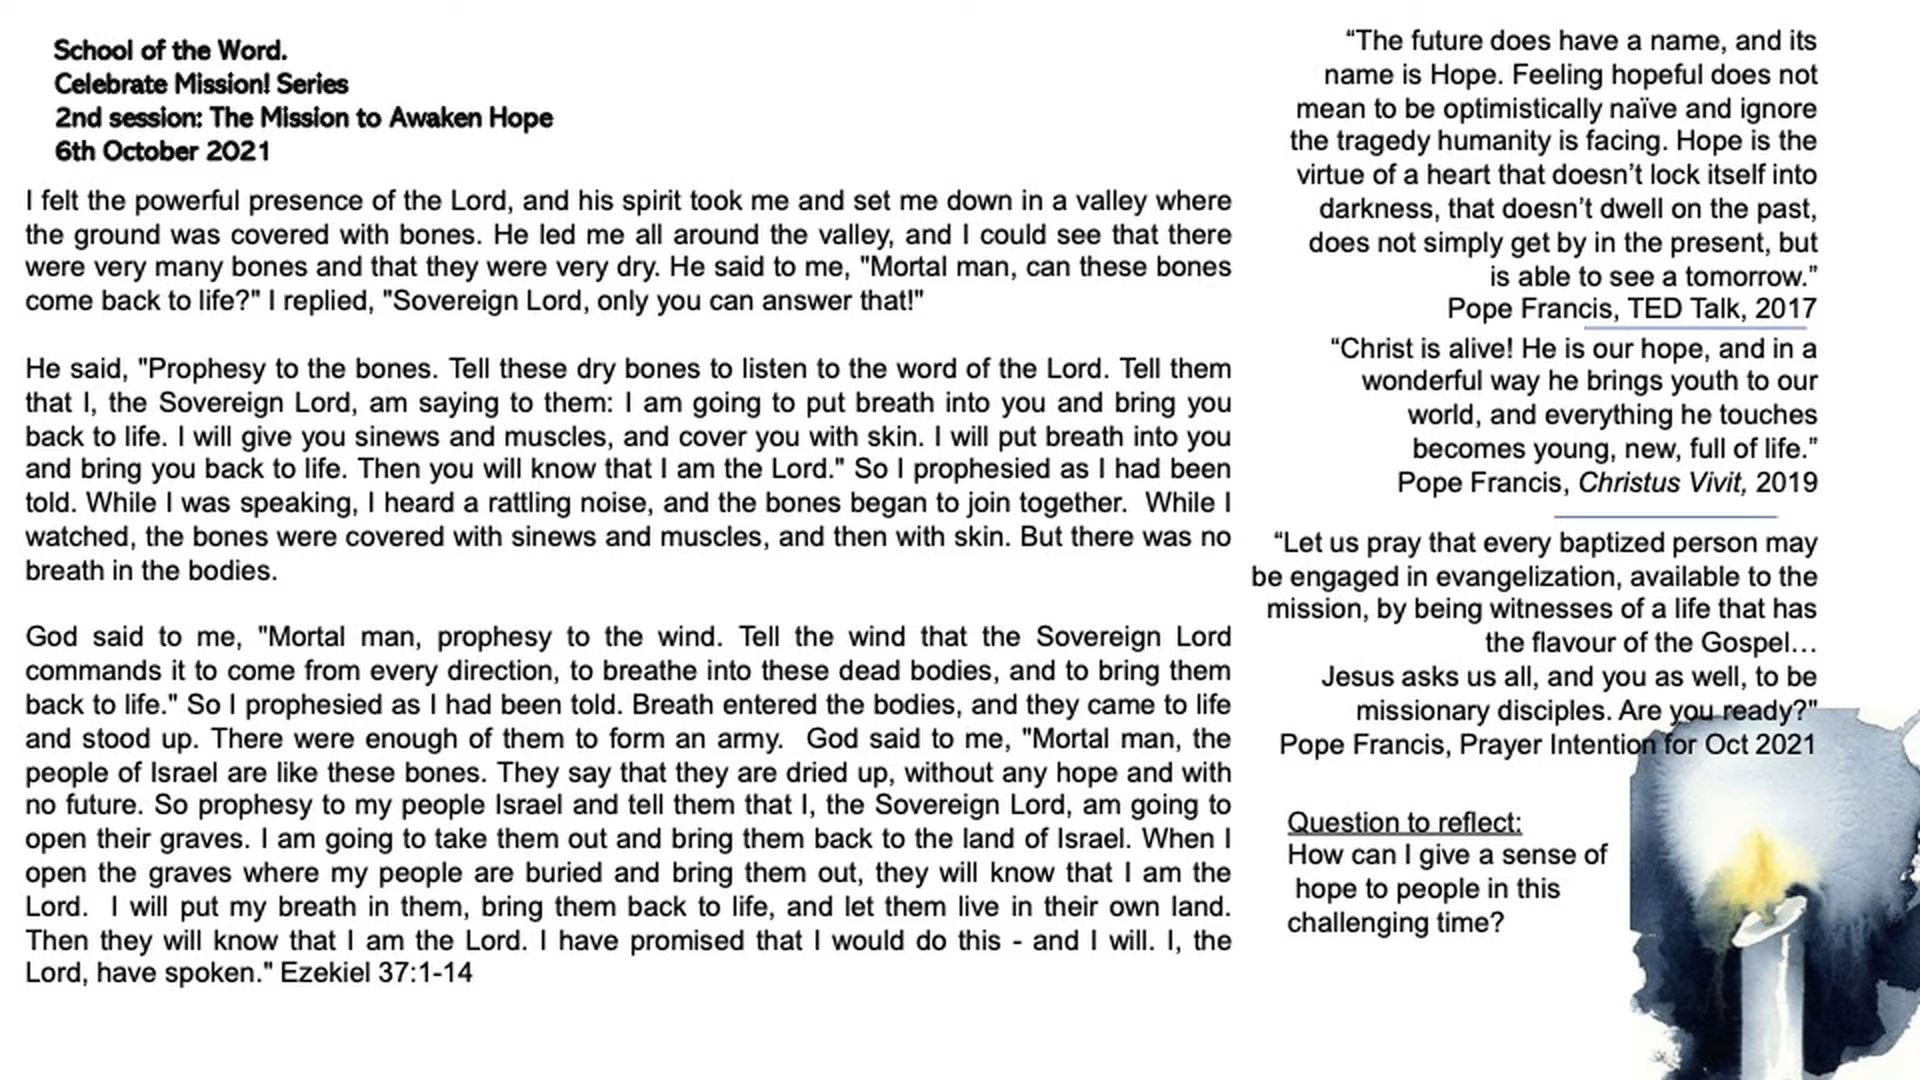 School of the Word.
Celebrate Mission! Series
2nd session: The Mission to Awaken Hope
6th October 2021
I felt the powerful presence of the Lord, and his spirit took me and set me down in a valley where
the ground was covered with bones. He led me all around the valley, and I could see that there
were very many bones and that they were very dry. He said to me, "Mortal man, can these bones
come back to life?" I replied, "Sovereign Lord, only you can answer that!"
He said, "Prophesy to the bones. Tell these dry bones to listen to the word of the Lord. Tell them
that I, the Sovereign Lord, am saying to them: I am going to put breath into you and bring you
back to life. I will give you sinews and muscles, and cover you with skin. I will put breath into you
and bring you back to life. Then you will know that I am the Lord." So I prophesied as I had been
told. While I was speaking, I heard a rattling noise, and the bones began to join together.  While I
watched, the bones were covered with sinews and muscles, and then with skin. But there was no
breath in the bodies.
God said to me, "Mortal man, prophesy to the wind. Tell the wind that the Sovereign Lord
commands it to come from every direction, to breathe into these dead bodies, and to bring them
back to life." So I prophesied as I had been told. Breath entered the bodies, and they came to life
and stood up. There were enough of them to form an army.  God said to me, "Mortal man, the
people of Israel are like these bones. They say that they are dried up, without any hope and with
no future. So prophesy to my people Israel and tell them that I, the Sovereign Lord, am going to
open their graves. I am going to take them out and bring them back to the land of Israel. When I
open the graves where my people are buried and bring them out, they will know that I am the
Lord.  I will put my breath in them, bring them back to life, and let them live in their own land.
Then they will know that I am the Lord. I have promised that I would do this - and I will. I, the
Lord, have spoken." Ezekiel 37:1-14
“The future does have a name, and its
name is Hope. Feeling hopeful does not
mean to be optimistically naïve and ignore
the tragedy humanity is facing. Hope is the
virtue of a heart that doesn’t lock itself into
darkness, that doesn’t dwell on the past,
does not simply get by in the present, but
is able to see a tomorrow.”
Pope Francis, TED Talk, 2017
“Christ is alive! He is our hope, and in a
wonderful way he brings youth to our
world, and everything he touches
becomes young, new, full of life.”
Pope Francis, Christus Vivit, 2019
“Let us pray that every baptized person may
be engaged in evangelization, available to the
mission, by being witnesses of a life that has
the flavour of the Gospel…
Jesus asks us all, and you as well, to be
missionary disciples. Are you ready?"
Pope Francis, Prayer Intention for Oct 2021
Question to reflect:
How can I give a sense of
hope to people in this
challenging time?